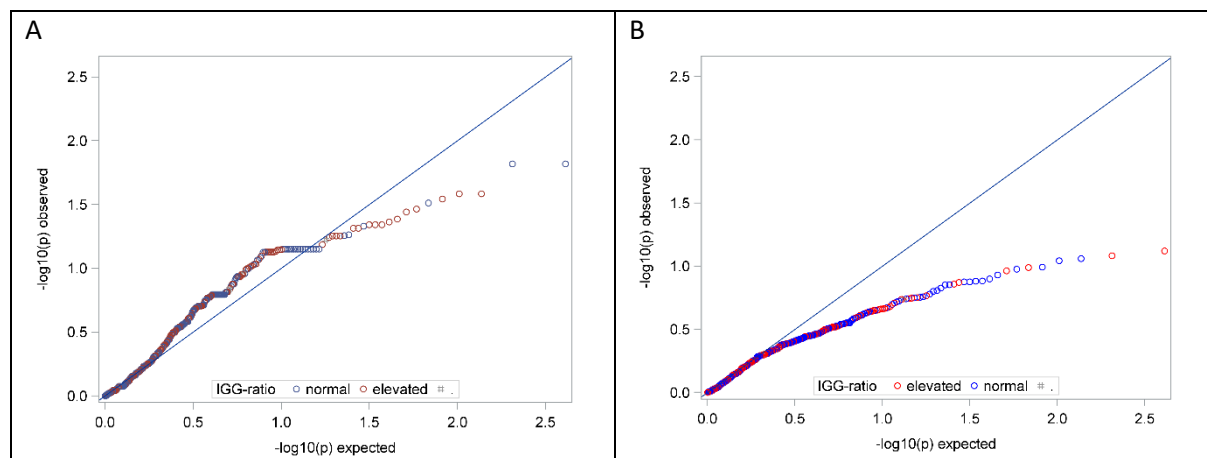 A
2.5
2.0
1.5
1.0
0.5
0.0
-log10(p) observed
IGG-ratio normal elevated .
0.0 0.5 1.0 1.5 2.0 2.5
-log10(p) expected
B
2.5
2.0
1.5
1.0
0.5
0.0
-log10(p) observed
IGG-ratio elevated normal .
0.0 0.5 1.0 1.5 2.0 2.5
-log10(p) expected